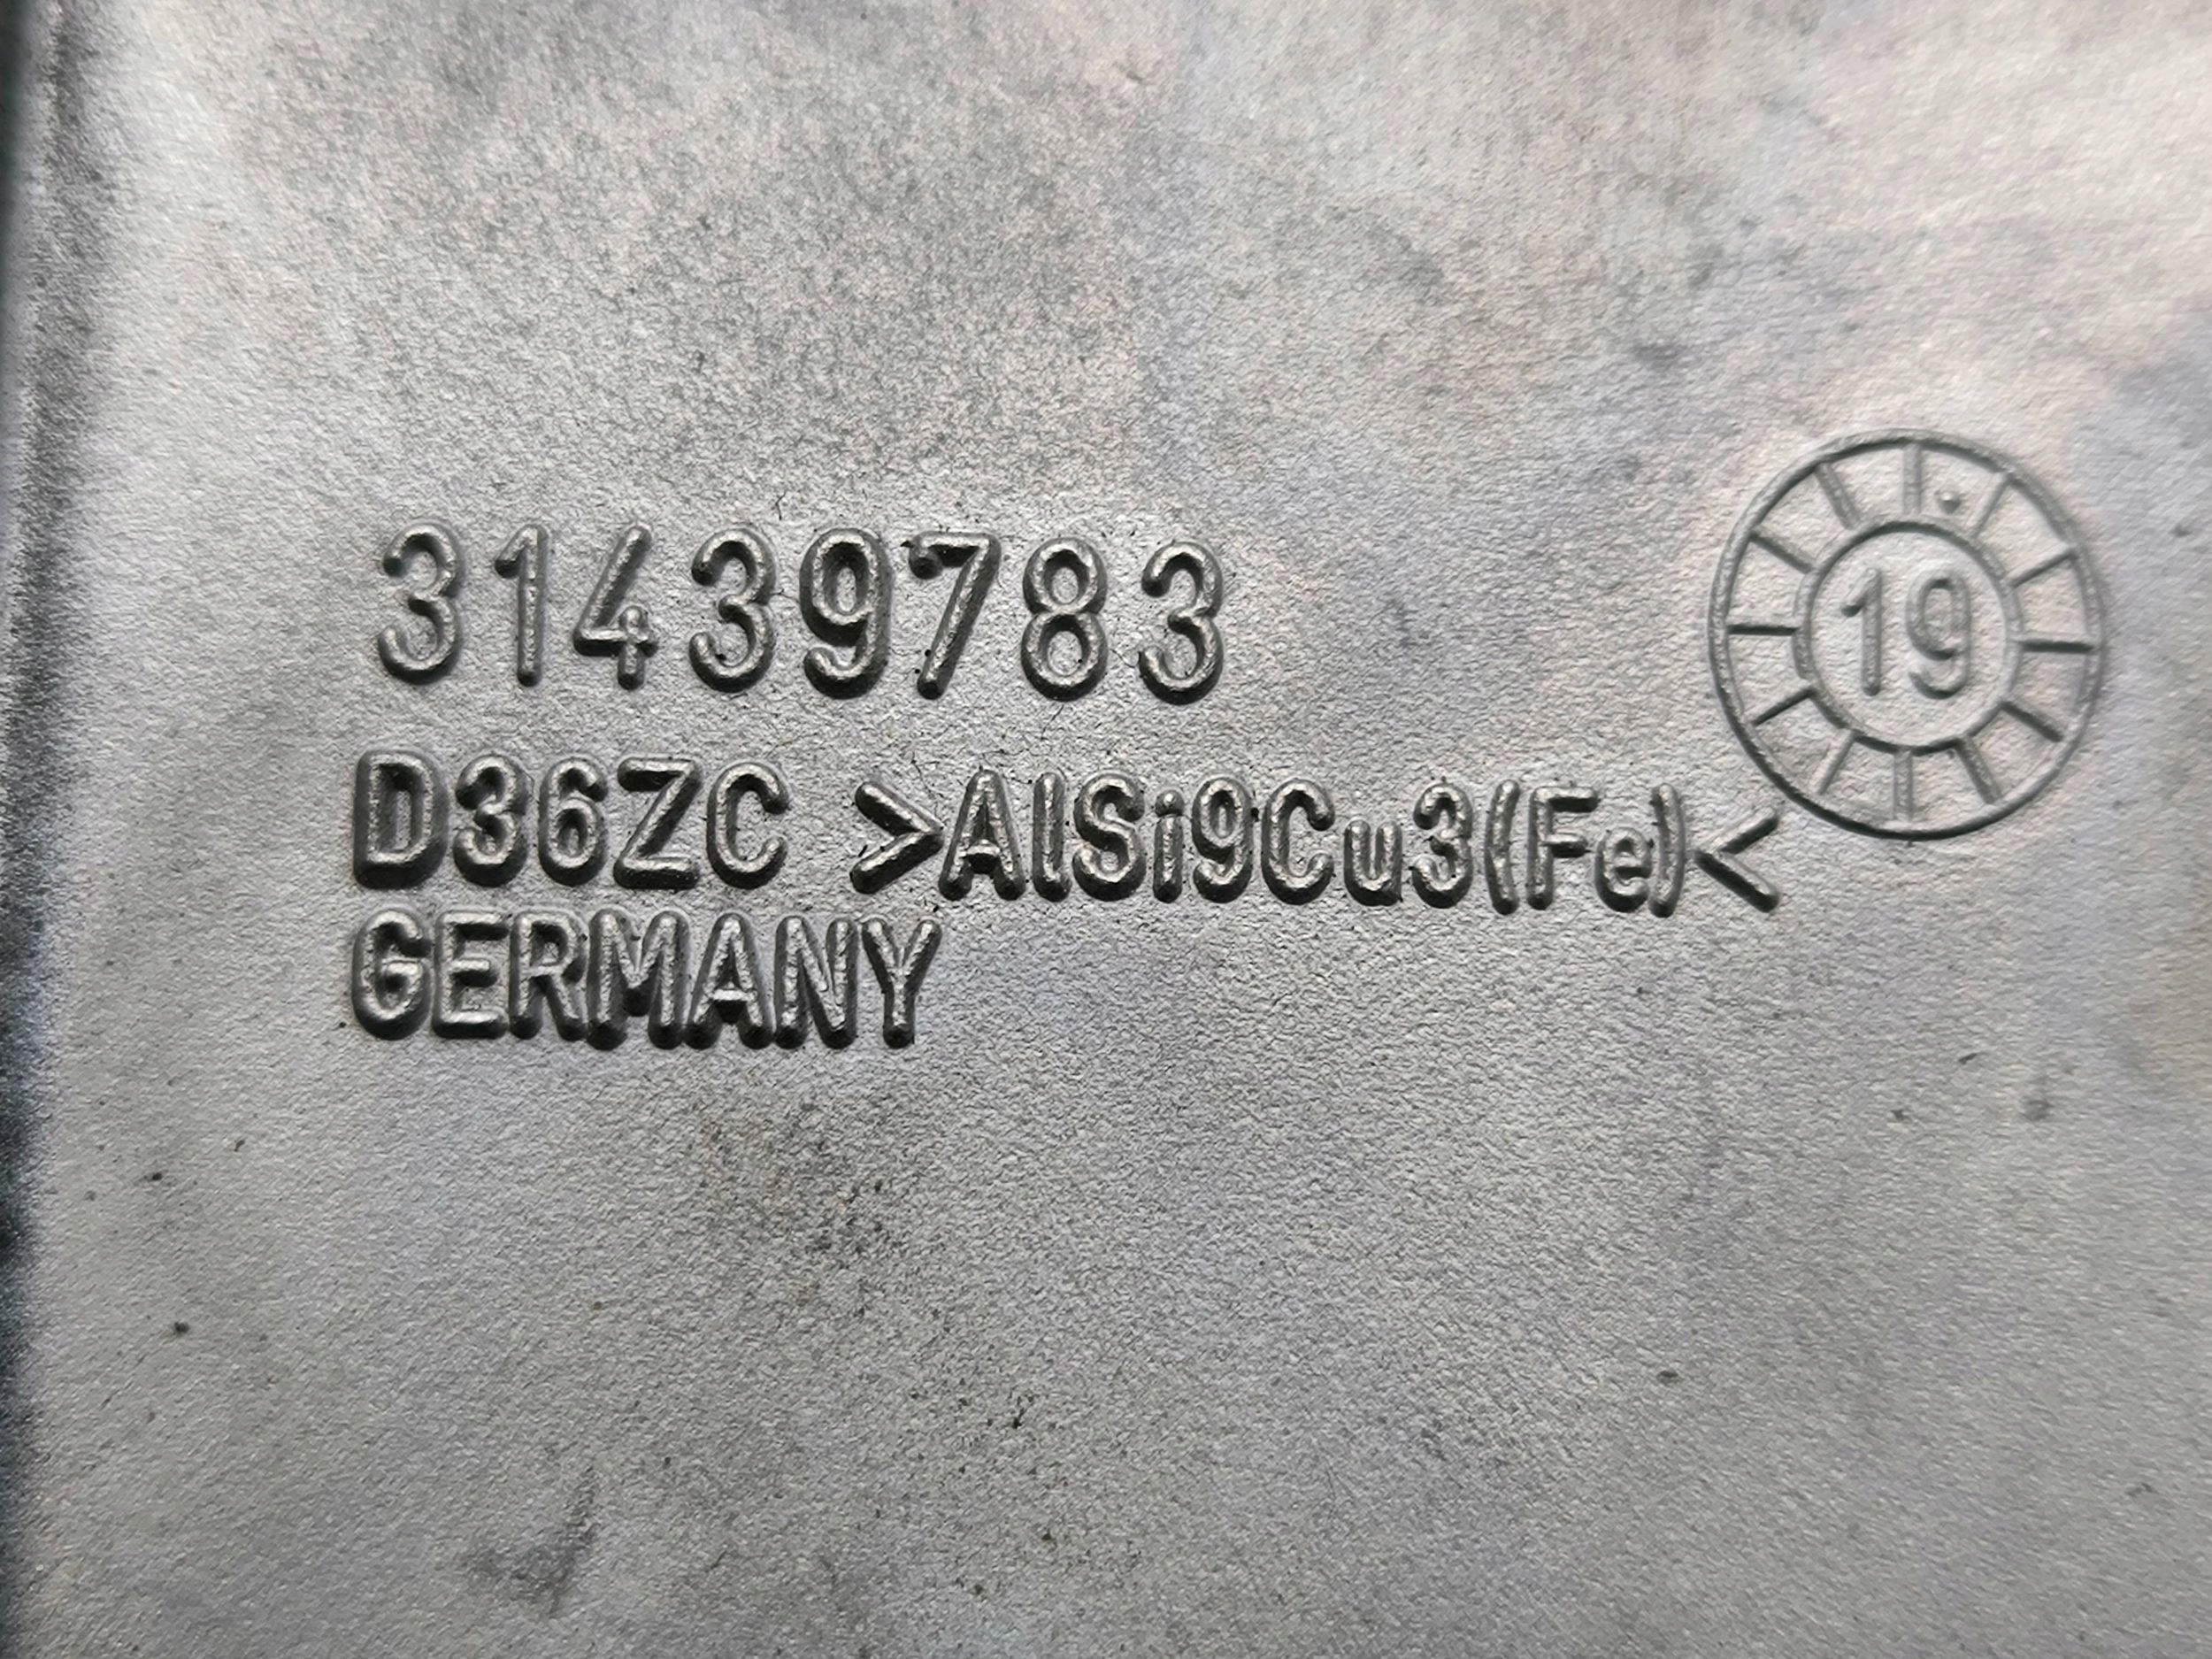 31439783
19
D36ZC >AlSi9Cu3(Fe)<
GERMANY